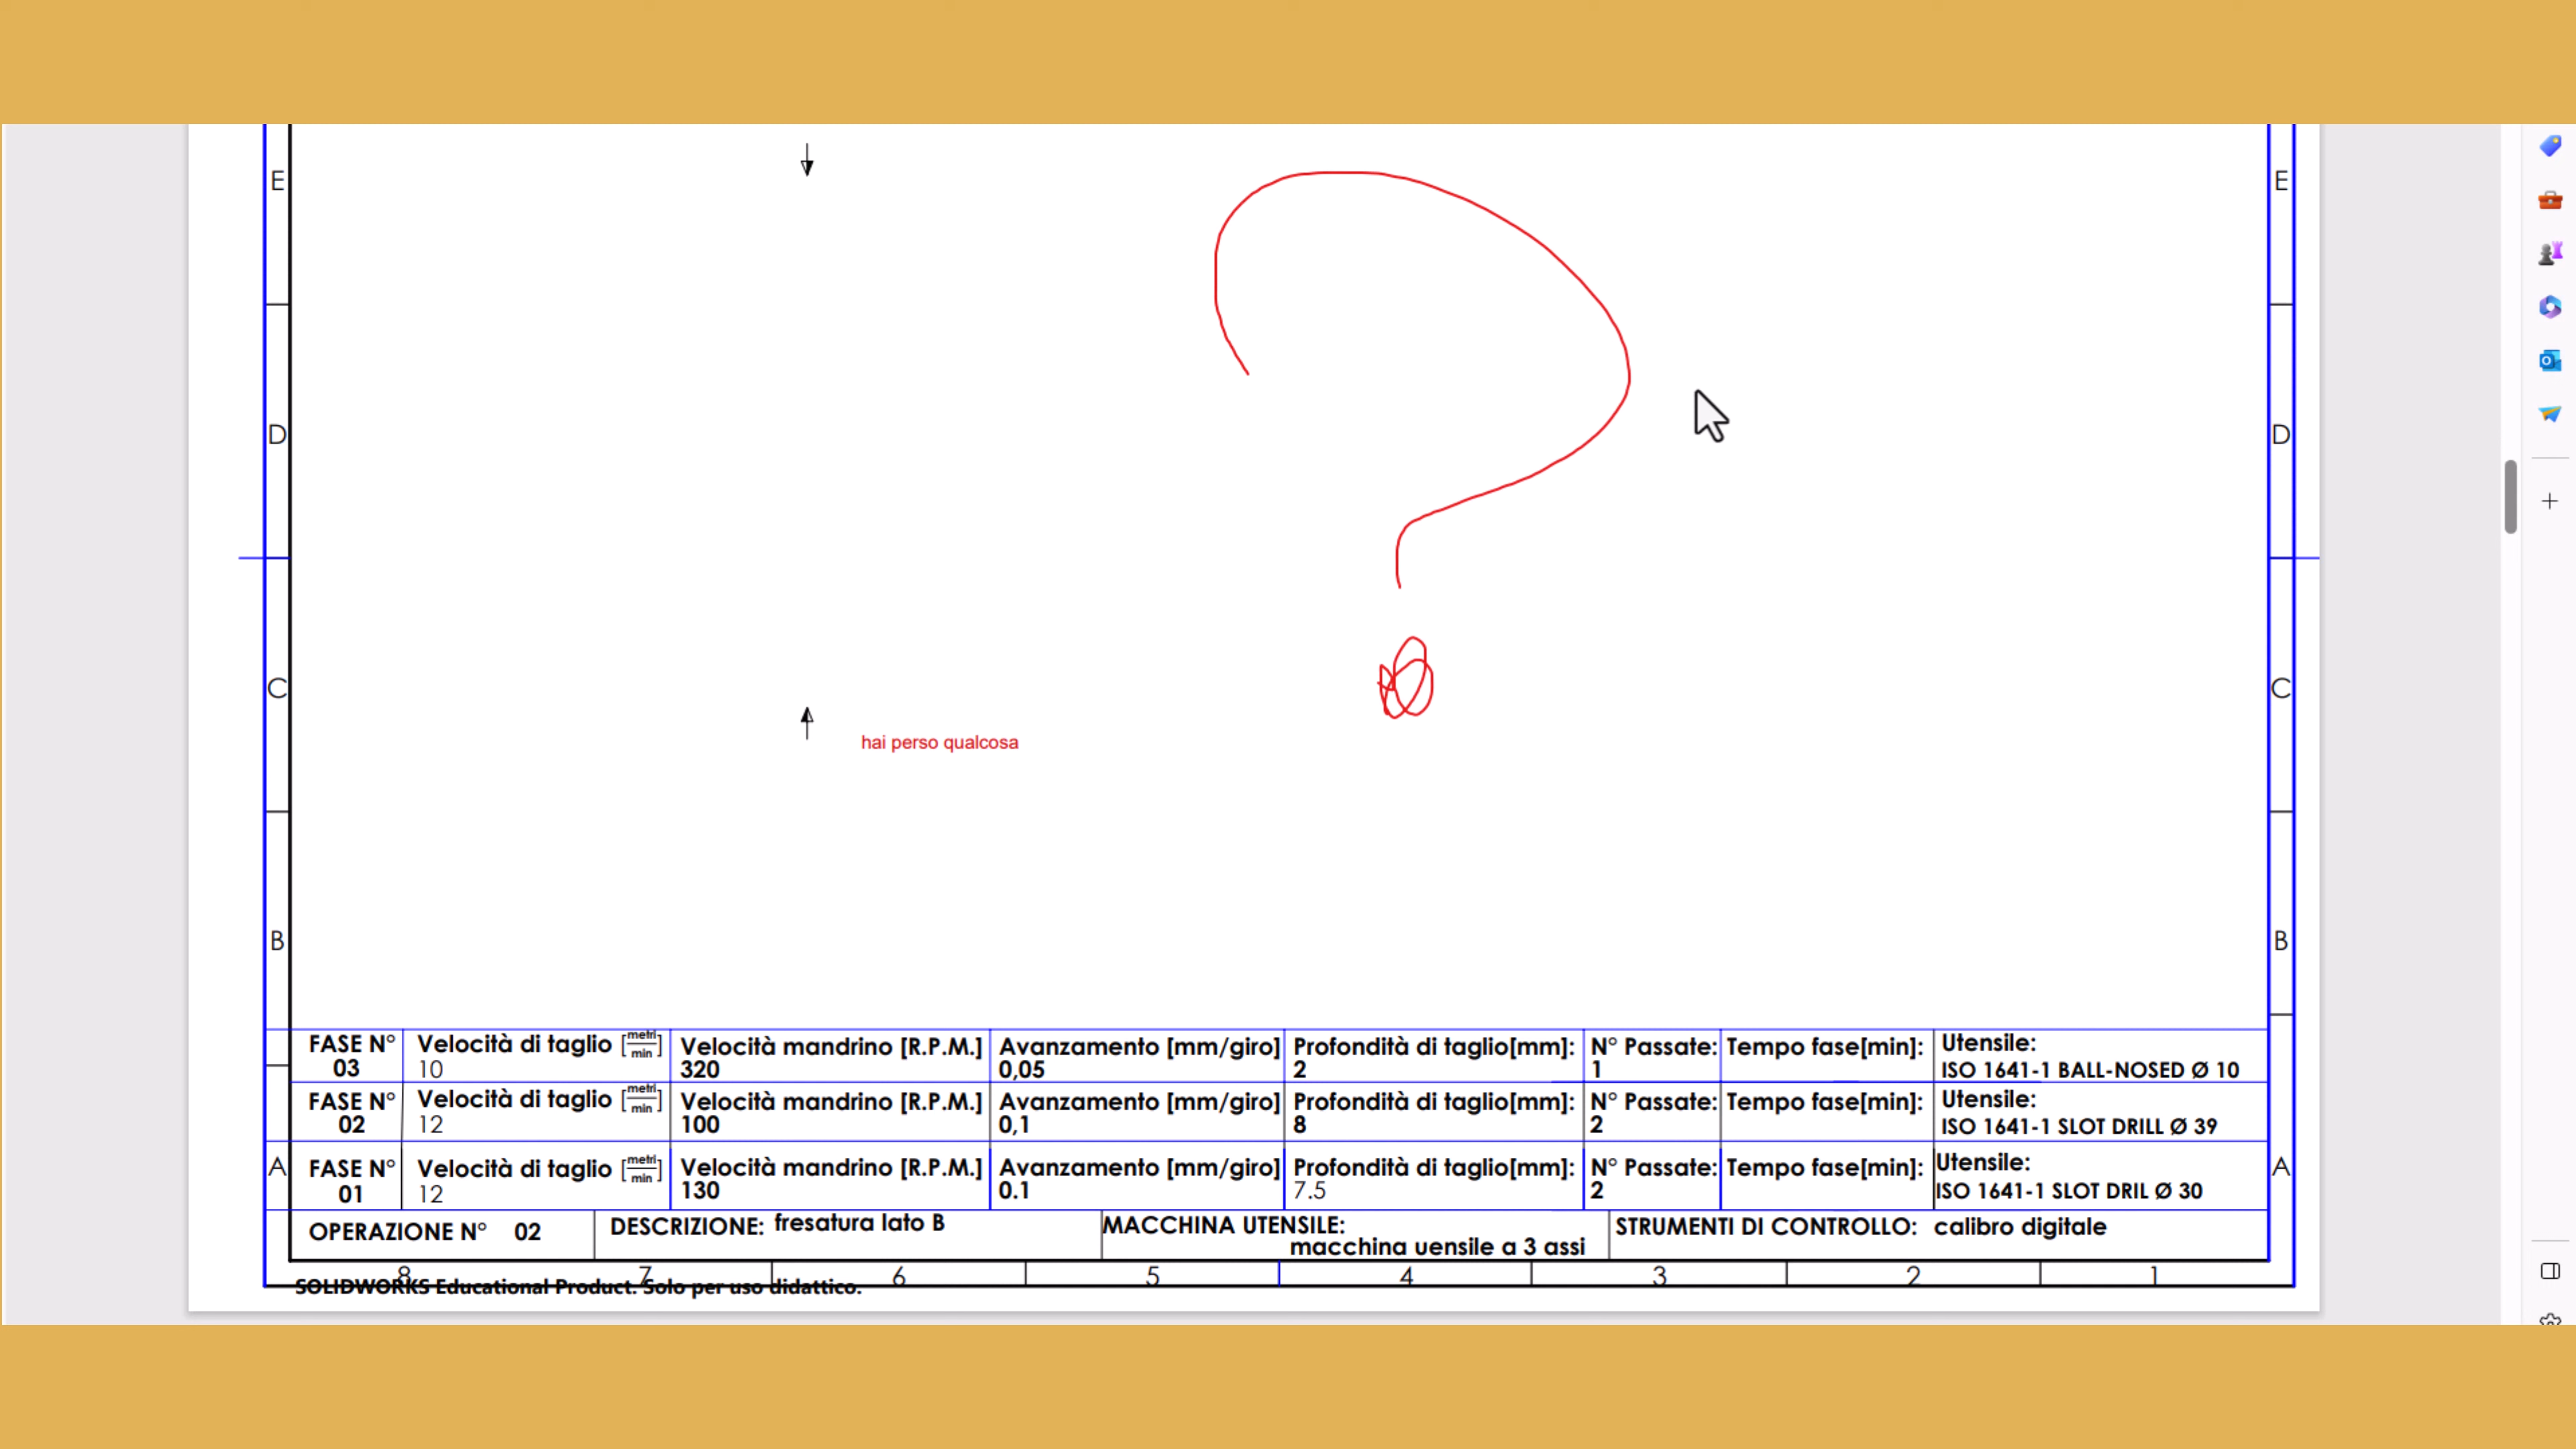 E E
D D
C C
hai perso qualcosa
B B
FASE N° Velocità di taglio [metri/min] Velocità mandrino [R.P.M.] Avanzamento [mm/giro] Profondità di taglio[mm]: N° Passate: Tempo fase[min]: Utensile:
03 10 320 0,05 2 1 ISO 1641-1 BALL-NOSED Ø 10
FASE N° Velocità di taglio [metri/min] Velocità mandrino [R.P.M.] Avanzamento [mm/giro] Profondità di taglio[mm]: N° Passate: Tempo fase[min]: Utensile:
02 12 100 0,1 8 2 ISO 1641-1 SLOT DRILL Ø 39
A FASE N° Velocità di taglio [metri/min] Velocità mandrino [R.P.M.] Avanzamento [mm/giro] Profondità di taglio[mm]: N° Passate: Tempo fase[min]: Utensile: A
01 12 130 0.1 7.5 2 ISO 1641-1 SLOT DRIL Ø 30
OPERAZIONE N° 02 DESCRIZIONE: fresatura lato B MACCHINA UTENSILE: STRUMENTI DI CONTROLLO: calibro digitale
macchina uensile a 3 assi
8 7 6 5 4 3 2 1
SOLIDWORKS Educational Product. Solo per uso didattico.